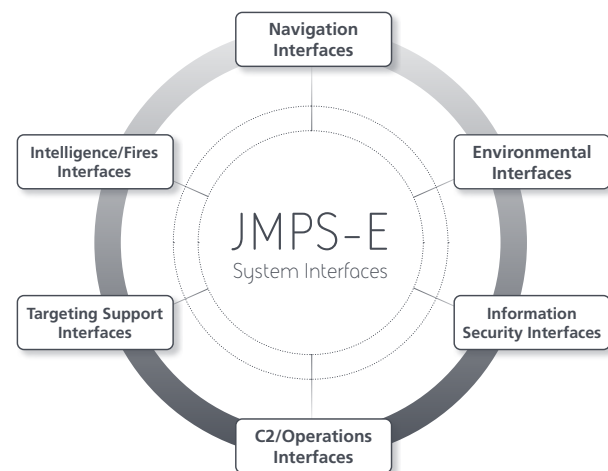 Navigation
Interfaces
Intelligence/Fires
Interfaces
Environmental
Interfaces
JMPS-E
System Interfaces
Targeting Support
Interfaces
Information
Security Interfaces
C2/Operations
Interfaces